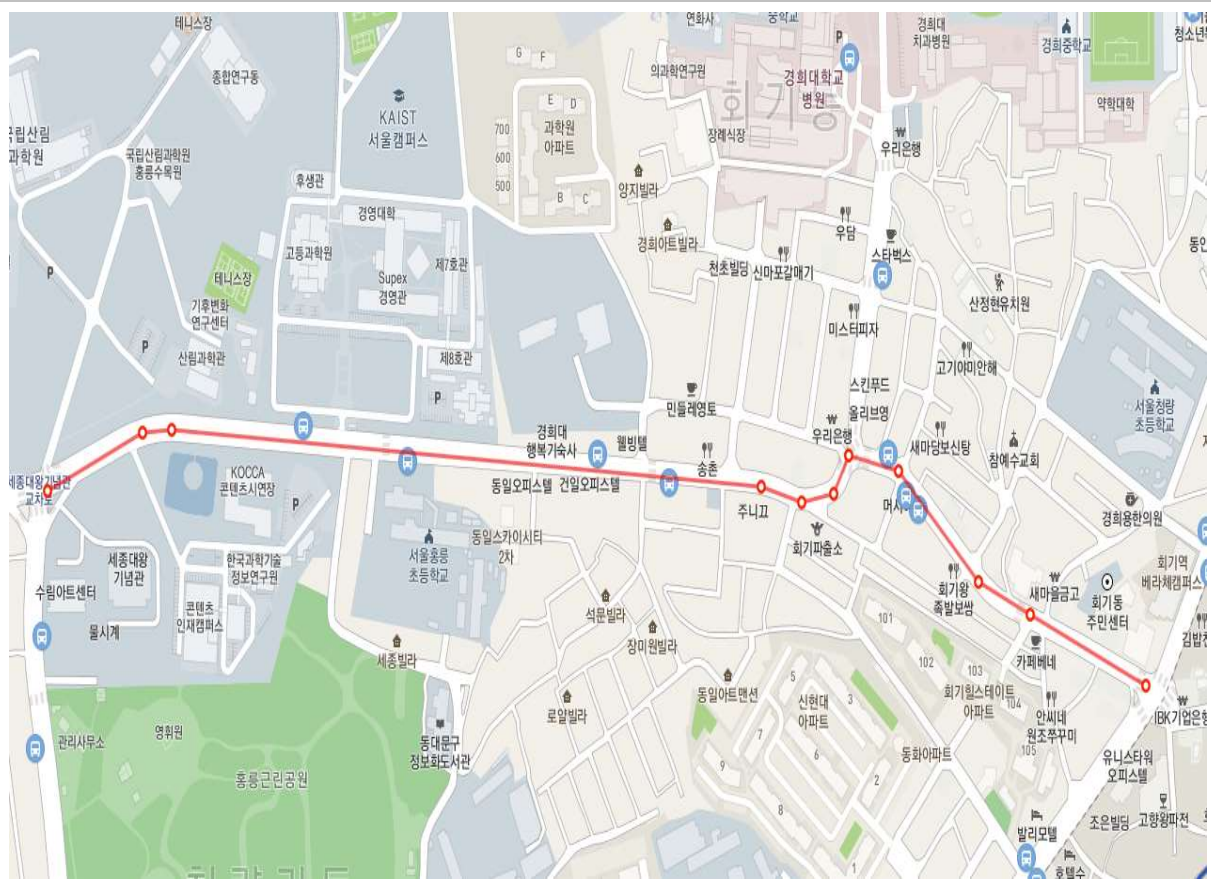 테니스장
종합연구동
KAIST
서울캠퍼스
국립산림과학원
홍릉수목원
G
F
E
D
과학원
아파트
700
600
500
B
C
연화사
중학교
의과학연구원
장례식장
P
경희대학교
병원
경희대
치과병원
경희중학교
약학대학
우리은행
후생관
경영대학
고등과학원
Supex
경영관
제7호관
제8호관
P
테니스장
기후변화
연구센터
산림과학관
P
P
양지빌라
경희아트빌라
천초빌딩
신마포갈매기
우담
스타벅스
산정현유치원
미스터피자
고기야미안해
스킨푸드
올리브영
우리은행
새마당보신탕
참예수교회
서울청량
초등학교
민들레영토
송촌
경희대
행복기숙사
웰빙텔
동일오피스텔
건일오피스텔
주니끄
회기파출소
경희용한의원
세종대왕기념관
교차로
KOCCA
콘텐츠시연장
P
서울홍릉
초등학교
동일스카이시티
2차
세종대왕
기념관
한국과학기술
정보연구원
수림아트센터
콘텐츠
인재캠퍼스
물시계
석문빌라
장미원빌라
세종빌라
로얄빌라
동일아트맨션
회기왕
족발보쌈
새마을금고
회기동
주민센터
회기역
베라체캠퍼스
카페베네
101
102
103
104
105
회기힐스테이트
아파트
안씨네
원조쭈꾸미
신현대
아파트
5
3
7
6
9
2
8
1
동화아파트
IBK기업은행
유니스타워
오피스텔
영휘원
관리사무소
홍릉근린공원
동대문구
정보화도서관
발리모텔
조은빌딩
고향왕파전
호텔수